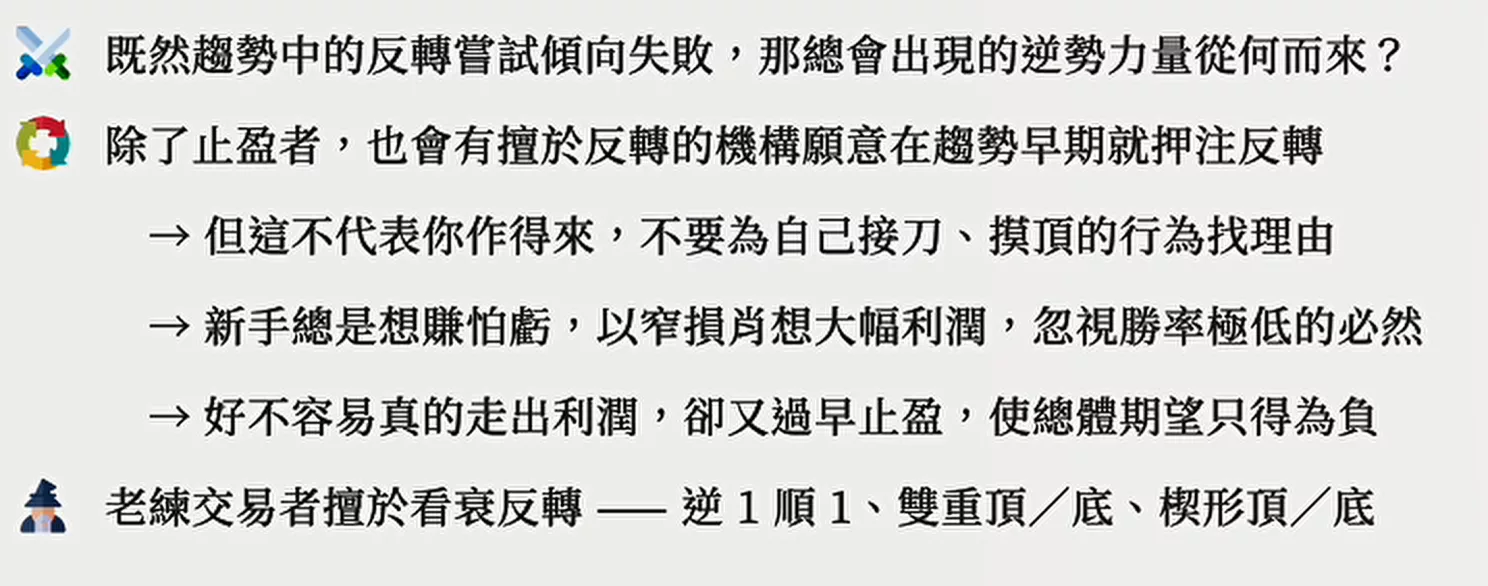 既然趨勢中的反轉嘗試傾向失敗，那總會出現的逆勢力量從何而來？
除了止盈者，也會有擅於反轉的機構願意在趨勢早期就押注反轉
→ 但這不代表你作得來，不要為自己接刀、摸頂的行為找理由
→ 新手總是想賺怕虧，以窄損肖想大幅利潤，忽視勝率極低的必然
→ 好不容易真的走出利潤，卻又過早止盈，使總體期望只得為負
老練交易者擅於看衰反轉 —— 逆 1 順 1、雙重頂／底、楔形頂／底